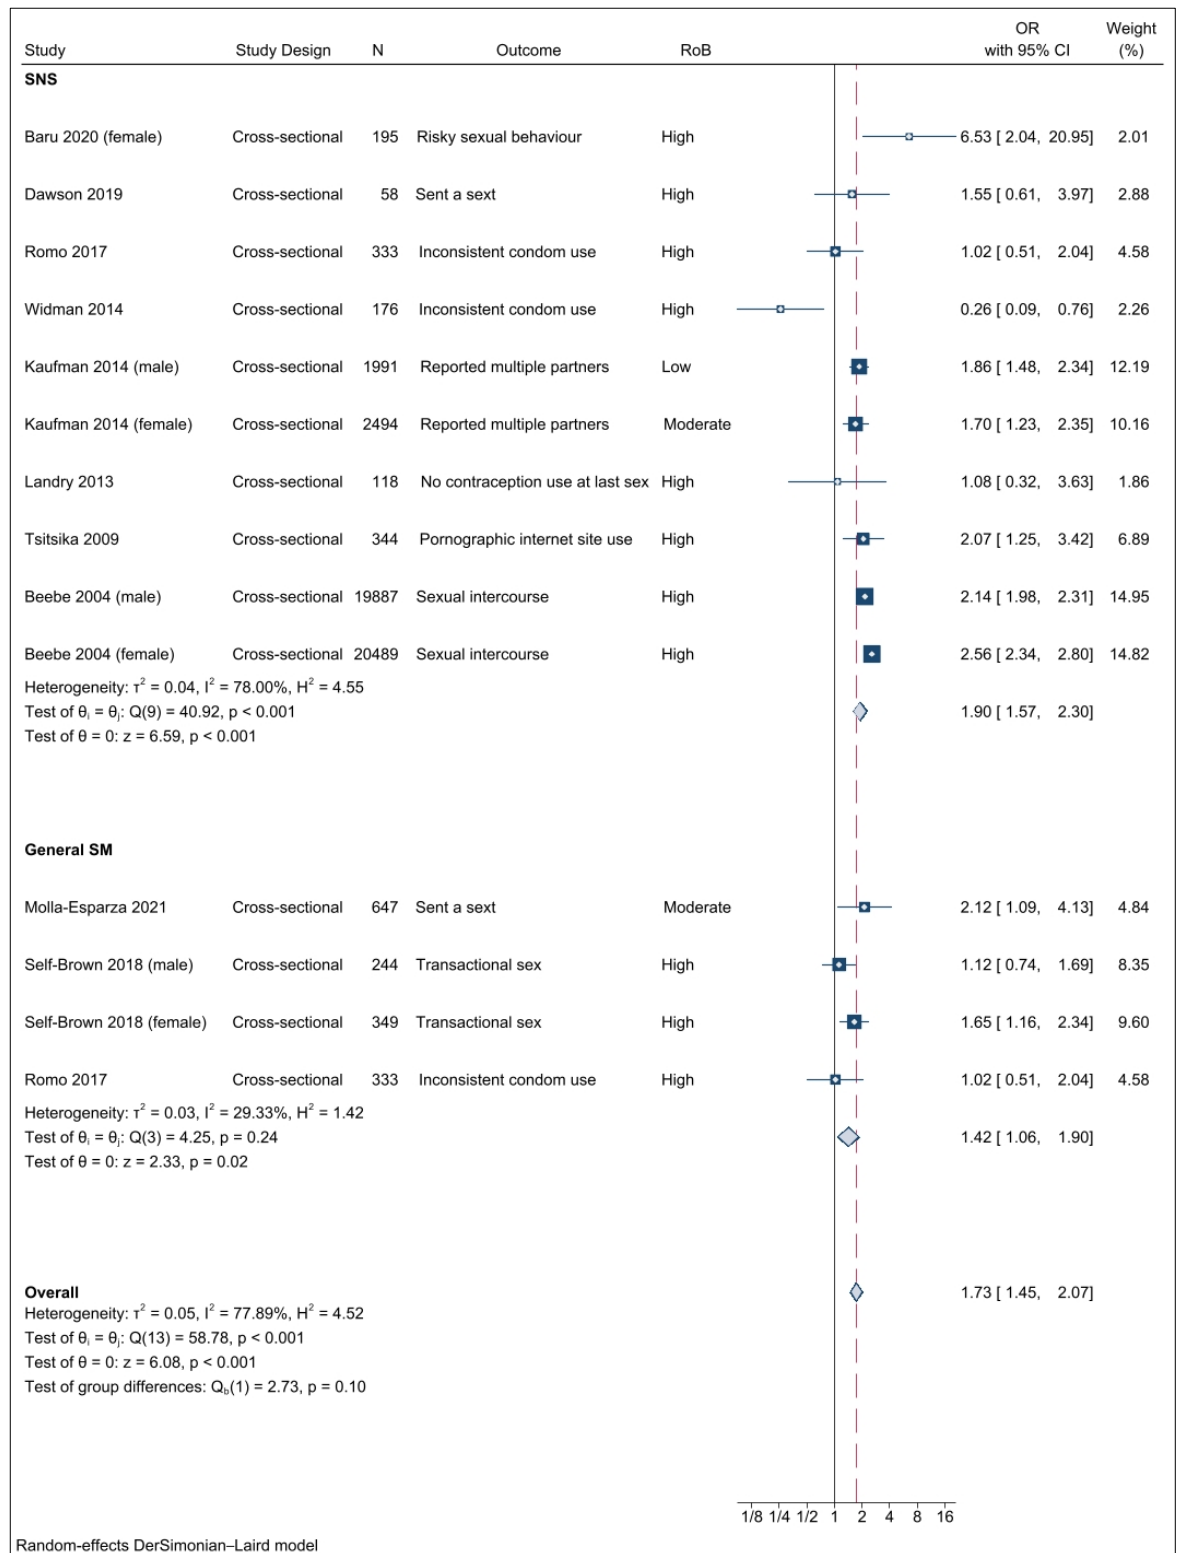 OR Weight
Study Study Design N Outcome RoB with 95% CI (%)
SNS
Baru 2020 (female) Cross-sectional 195 Risky sexual behaviour High 6.53 [ 2.04, 20.95] 2.01
Dawson 2019 Cross-sectional 58 Sent a sext High 1.55 [ 0.61, 3.97] 2.88
Romo 2017 Cross-sectional 333 Inconsistent condom use High 1.02 [ 0.51, 2.04] 4.58
Widman 2014 Cross-sectional 176 Inconsistent condom use High 0.26 [ 0.09, 0.76] 2.26
Kaufman 2014 (male) Cross-sectional 1991 Reported multiple partners Low 1.86 [ 1.48, 2.34] 12.19
Kaufman 2014 (female) Cross-sectional 2494 Reported multiple partners Moderate 1.70 [ 1.23, 2.35] 10.16
Landry 2013 Cross-sectional 118 No contraception use at last sex High 1.08 [ 0.32, 3.63] 1.86
Tsitsika 2009 Cross-sectional 344 Pornographic internet site use High 2.07 [ 1.25, 3.42] 6.89
Beebe 2004 (male) Cross-sectional 19887 Sexual intercourse High 2.14 [ 1.98, 2.31] 14.95
Beebe 2004 (female) Cross-sectional 20489 Sexual intercourse High 2.56 [ 2.34, 2.80] 14.82
Heterogeneity: τ² = 0.04, I² = 78.00%, H² = 4.55
Test of θᵢ = θⱼ: Q(9) = 40.92, p < 0.001 1.90 [ 1.57, 2.30]
Test of θ = 0: z = 6.59, p < 0.001
General SM
Molla-Esparza 2021 Cross-sectional 647 Sent a sext Moderate 2.12 [ 1.09, 4.13] 4.84
Self-Brown 2018 (male) Cross-sectional 244 Transactional sex High 1.12 [ 0.74, 1.69] 8.35
Self-Brown 2018 (female) Cross-sectional 349 Transactional sex High 1.65 [ 1.16, 2.34] 9.60
Romo 2017 Cross-sectional 333 Inconsistent condom use High 1.02 [ 0.51, 2.04] 4.58
Heterogeneity: τ² = 0.03, I² = 29.33%, H² = 1.42
Test of θᵢ = θⱼ: Q(3) = 4.25, p = 0.24 1.42 [ 1.06, 1.90]
Test of θ = 0: z = 2.33, p = 0.02
Overall 1.73 [ 1.45, 2.07]
Heterogeneity: τ² = 0.05, I² = 77.89%, H² = 4.52
Test of θᵢ = θⱼ: Q(13) = 58.78, p < 0.001
Test of θ = 0: z = 6.08, p < 0.001
Test of group differences: Q_b(1) = 2.73, p = 0.10
1/8 1/4 1/2 1 2 4 8 16
Random-effects DerSimonian–Laird model